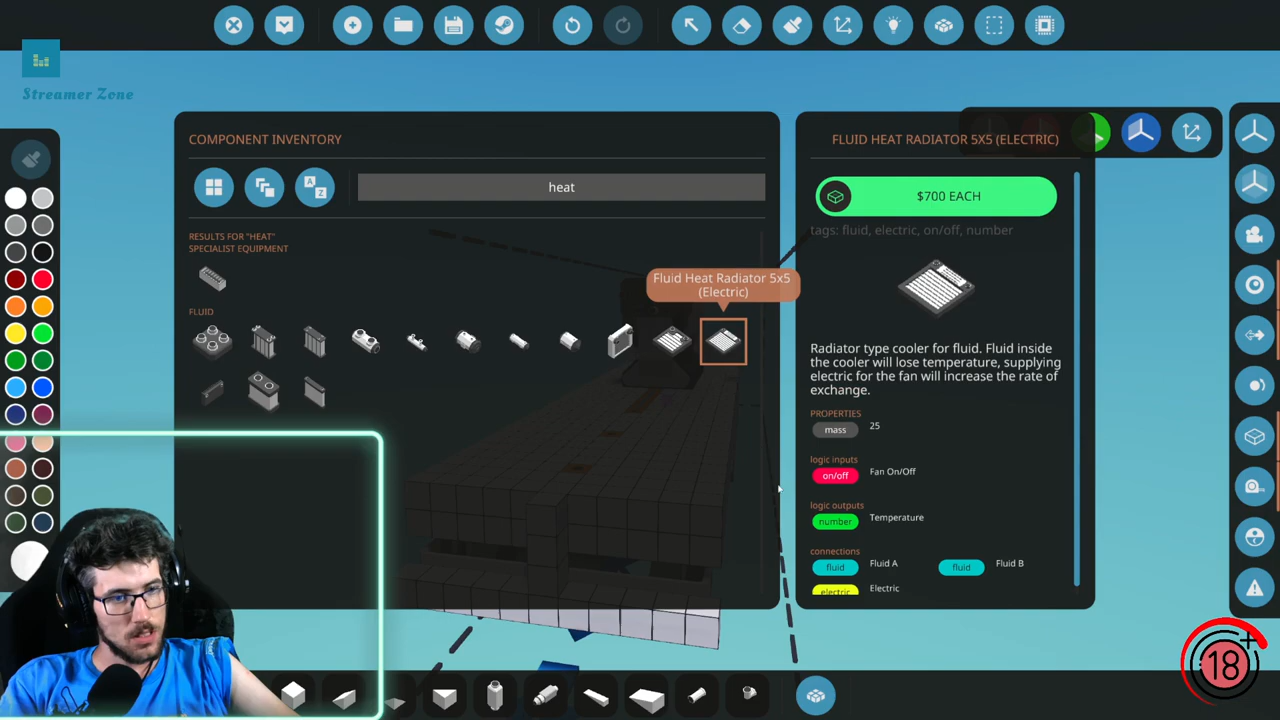 Streamer Zone
COMPONENT INVENTORY
heat
RESULTS FOR "HEAT"
SPECIALIST EQUIPMENT
FLUID
Fluid Heat Radiator 5x5
(Electric)
FLUID HEAT RADIATOR 5X5 (ELECTRIC)
$700 EACH
tags: fluid, electric, on/off, number
Radiator type cooler for fluid. Fluid inside
the cooler will lose temperature, supplying
electric for the fan will increase the rate of
exchange.
PROPERTIES
mass 25
logic inputs
on/off Fan On/Off
logic outputs
number Temperature
connections
fluid Fluid A fluid Fluid B
electric Electric
18+